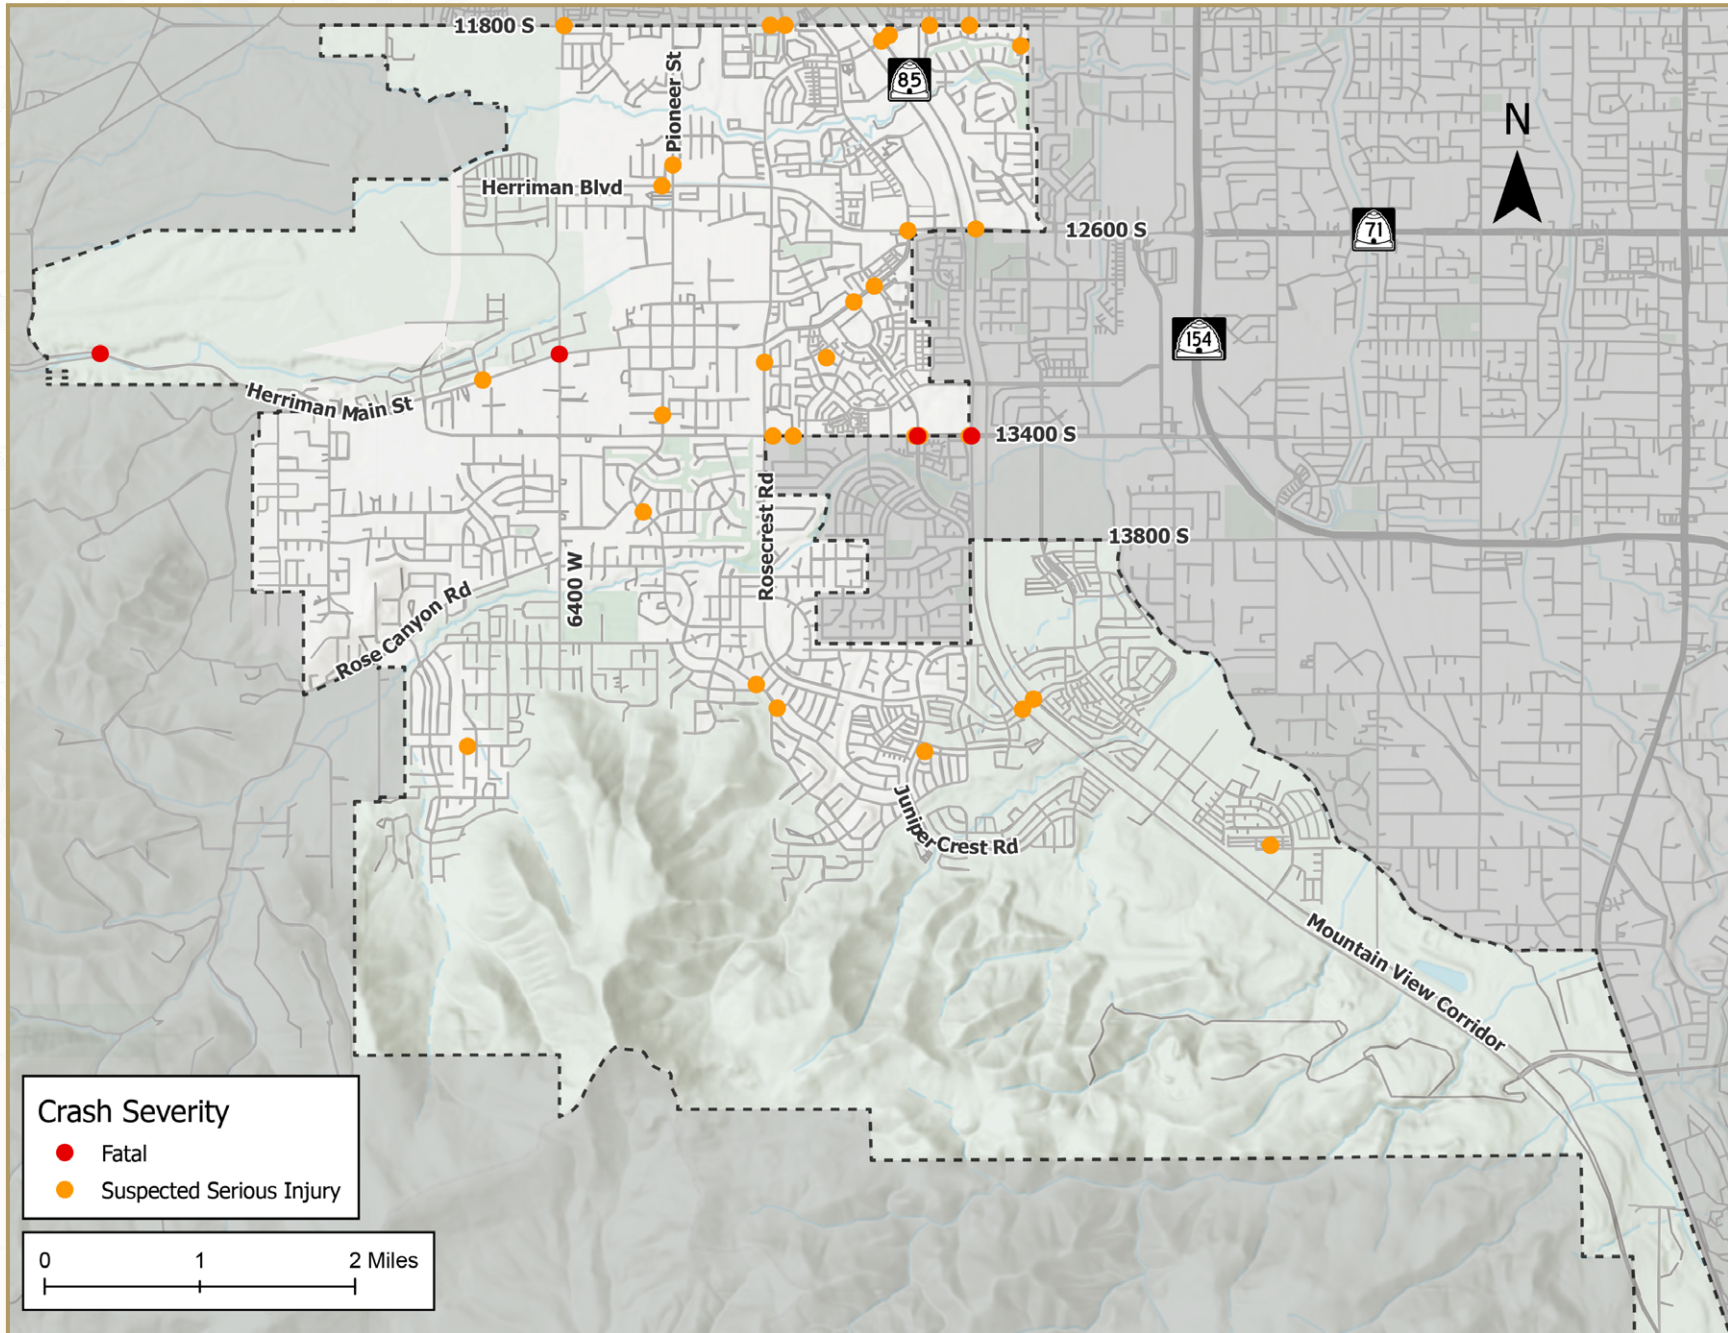 11800 S
Pioneer St
85
N
Herriman Blvd
12600 S
71
154
Herriman Main St
13400 S
Rosecrest Rd
13800 S
6400 W
Rose Canyon Rd
Juniper Crest Rd
Mountain View Corridor
Crash Severity
Fatal
Suspected Serious Injury
0 1 2 Miles